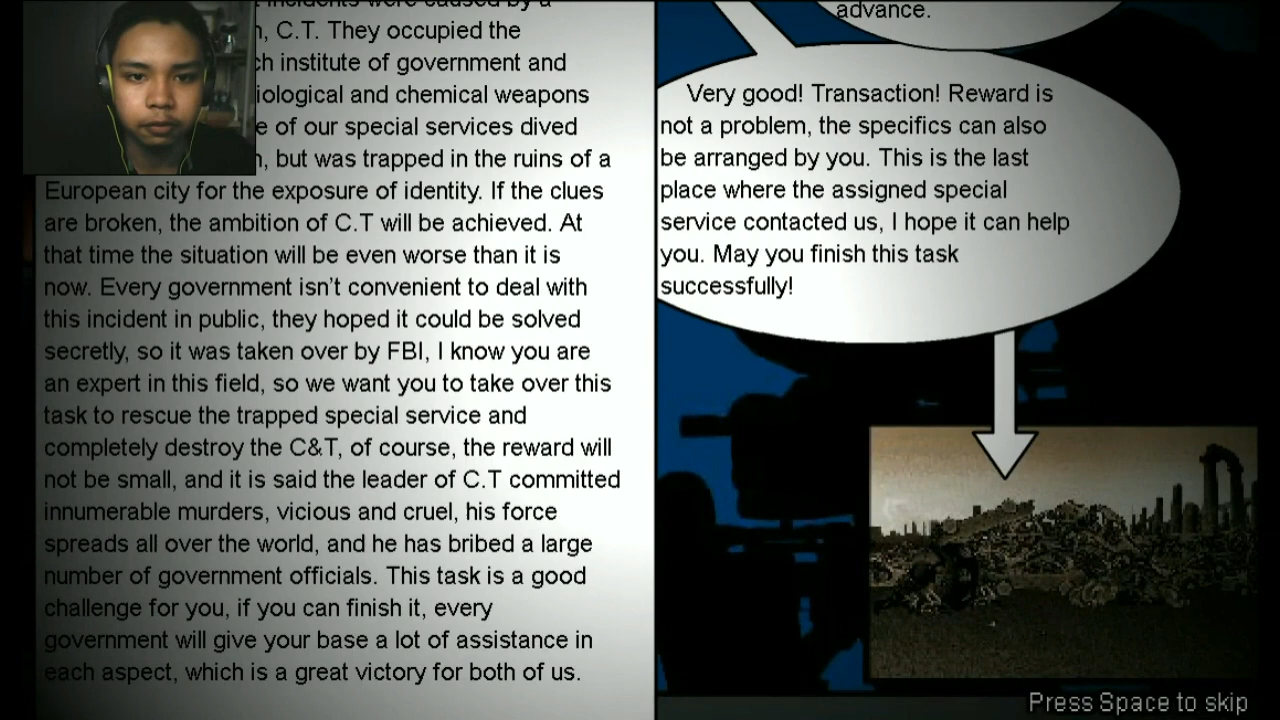 incidents were caused by a
C.T. They occupied the
institute of government and
and chemical weapons
of our special services dived
but was trapped in the ruins of a
European city for the exposure of identity. If the clues
are broken, the ambition of C.T will be achieved. At
that time the situation will be even worse than it is
now. Every government isn't convenient to deal with
this incident in public, they hoped it could be solved
secretly, so it was taken over by FBI, I know you are
an expert in this field, so we want you to take over this
task to rescue the trapped special service and
completely destroy the C&T, of course, the reward will
not be small, and it is said the leader of C.T committed
innumerable murders, vicious and cruel, his force
spreads all over the world, and he has bribed a large
number of government officials. This task is a good
challenge for you, if you can finish it, every
government will give your base a lot of assistance in
each aspect, which is a great victory for both of us.
advance.
Very good! Transaction! Reward is
not a problem, the specifics can also
be arranged by you. This is the last
place where the assigned special
service contacted us, I hope it can help
you. May you finish this task
successfully!
Press Space to skip